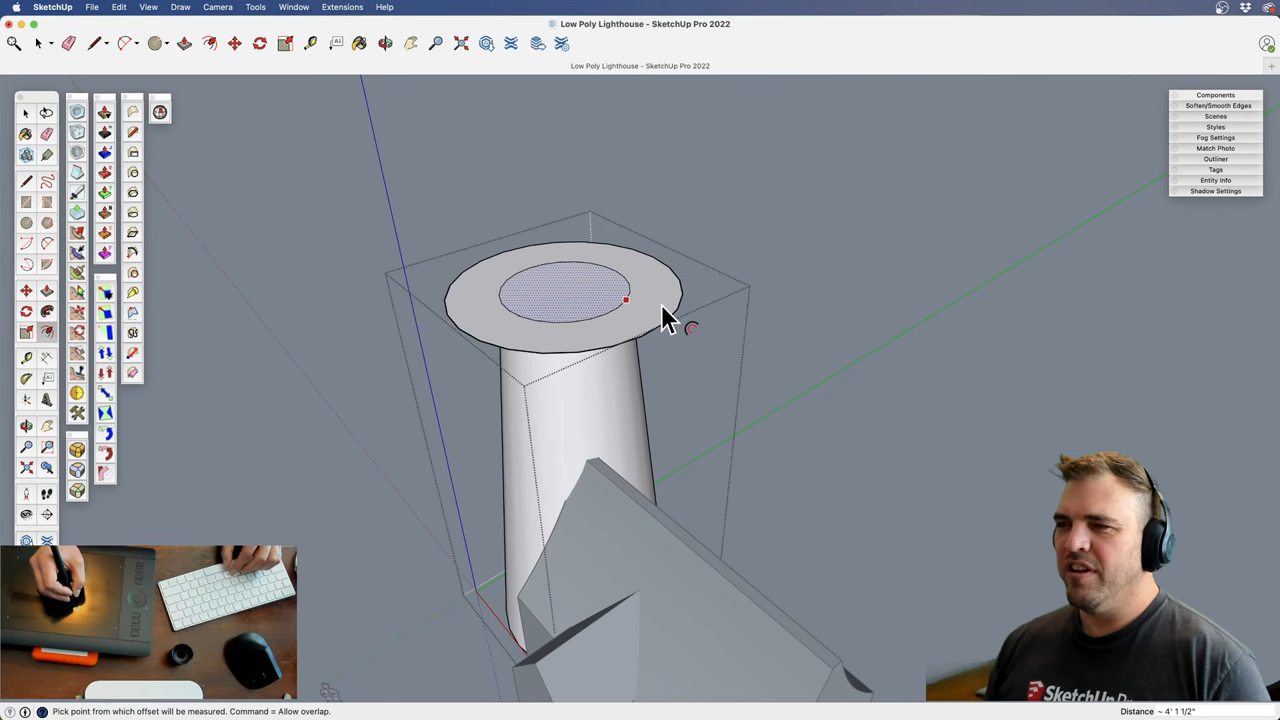 SketchUp File Edit View Draw Camera Tools Window Extensions Help
Low Poly Lighthouse - SketchUp Pro 2022
Low Poly Lighthouse - SketchUp Pro 2022
Components
Soften/Smooth Edges
Scenes
Styles
Fog Settings
Match Photo
Outliner
Tags
Entity Info
Shadow Settings
SketchUp Pro
Pick point from which offset will be measured. Command = Allow overlap.
Distance ~ 4' 1 1/2"